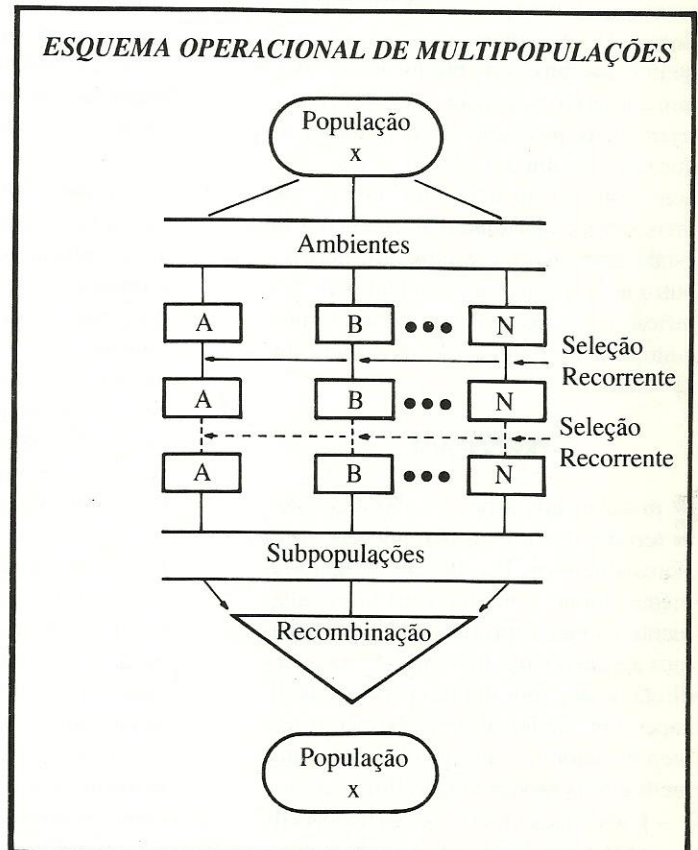 ESQUEMA OPERACIONAL DE MULTIPOPULAÇÕES
População
x
Ambientes
A B N
Seleção
Recorrente
A B N
Seleção
Recorrente
A B N
Subpopulações
Recombinação
População
x